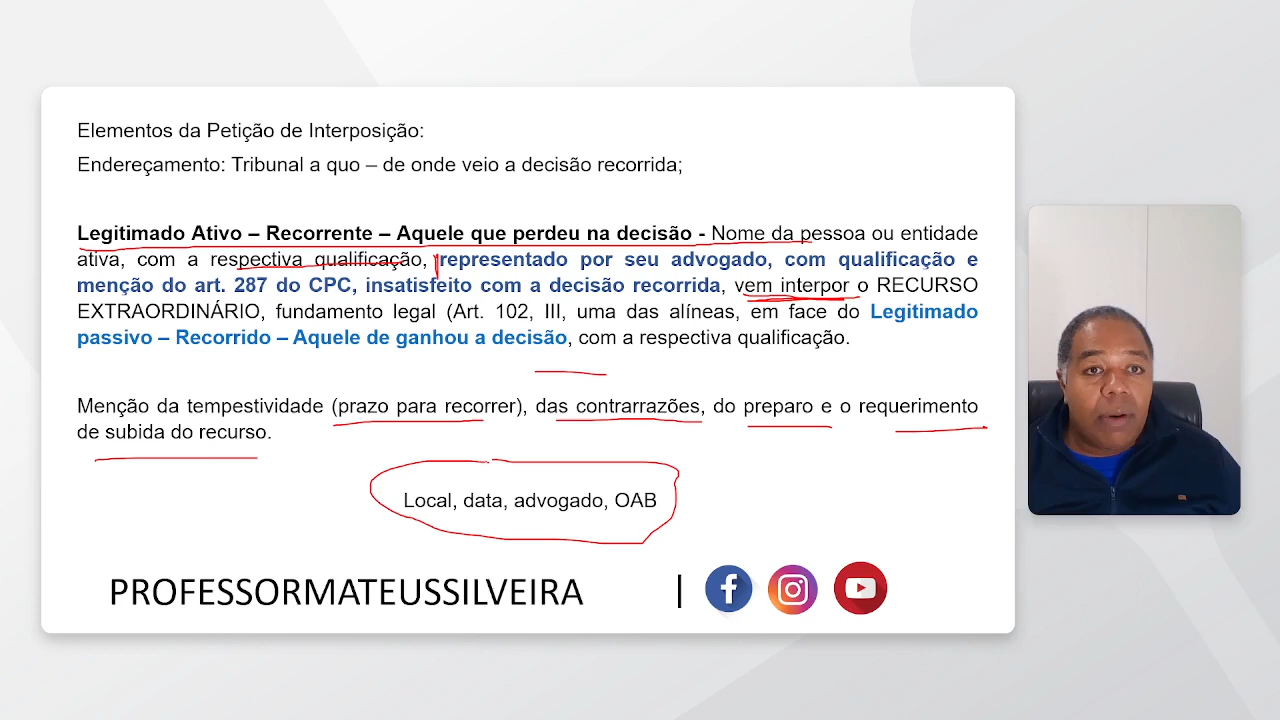 Elementos da Petição de Interposição:
Endereçamento: Tribunal a quo – de onde veio a decisão recorrida;
Legitimado Ativo – Recorrente – Aquele que perdeu na decisão - Nome da pessoa ou entidade
ativa, com a respectiva qualificação, representado por seu advogado, com qualificação e
menção do art. 287 do CPC, insatisfeito com a decisão recorrida, vem interpor o RECURSO
EXTRAORDINÁRIO, fundamento legal (Art. 102, III, uma das alíneas, em face do Legitimado
passivo – Recorrido – Aquele de ganhou a decisão, com a respectiva qualificação.
Menção da tempestividade (prazo para recorrer), das contrarrazões, do preparo e o requerimento
de subida do recurso.
Local, data, advogado, OAB
PROFESSORMATEUSSILVEIRA |